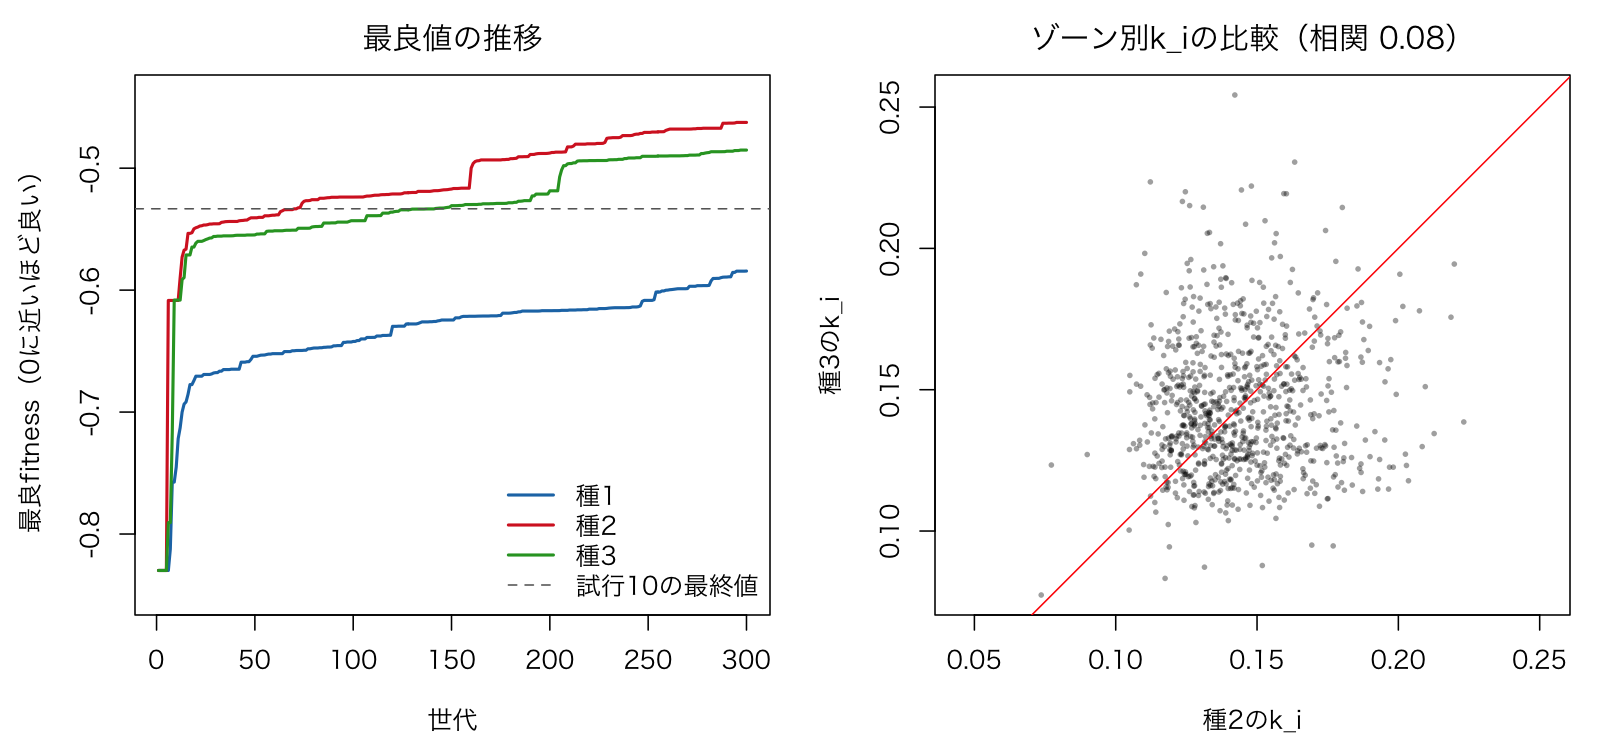 最良値の推移
最良fitness（0に近いほど良い）
-0.5
-0.6
-0.7
-0.8
種1
種2
種3
試行10の最終値
0 50 100 150 200 250 300
世代
ゾーン別k_iの比較（相関 0.08）
種3のk_i
0.25
0.20
0.15
0.10
0.05 0.10 0.15 0.20 0.25
種2のk_i